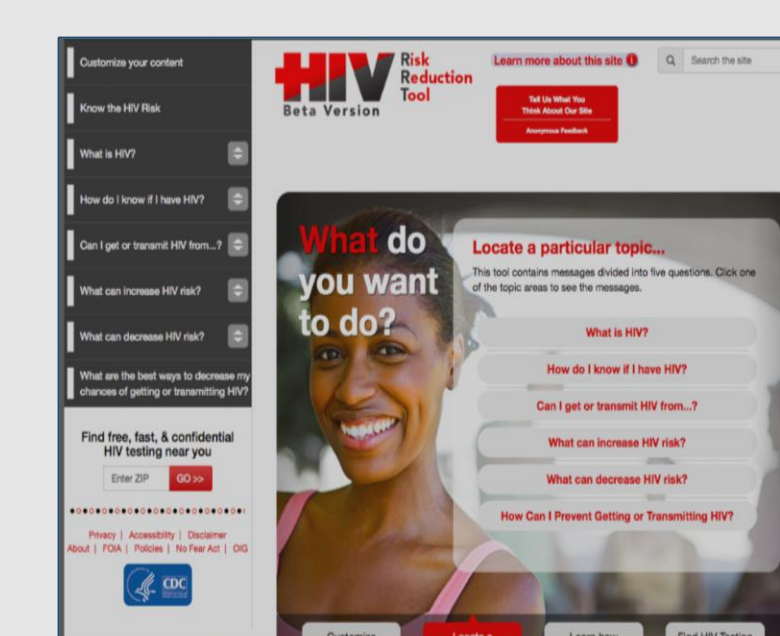 Customize your content
Know the HIV Risk
What is HIV?
How do I know if I have HIV?
Can I get or transmit HIV from...?
What can increase HIV risk?
What can decrease HIV risk?
What are the best ways to decrease my
chances of getting or transmitting HIV?
Find free, fast, & confidential
HIV testing near you
Enter ZIP GO >>
Privacy | Accessibility | Disclaimer
About | FOIA | Policies | No Fear Act | OIG
CDC
HIV Risk
Reduction
Tool
Beta Version
Learn more about this site
Search the site
Tell Us What You
Think About Our Site
Anonymous Feedback
What do
you want
to do?
Locate a particular topic...
This tool contains messages divided into five questions. Click one
of the topic areas to see the messages.
What is HIV?
How do I know if I have HIV?
Can I get or transmit HIV from...?
What can increase HIV risk?
What can decrease HIV risk?
How Can I Prevent Getting or Transmitting HIV?
Customize
Locate a
Learn how
Find HIV Testing